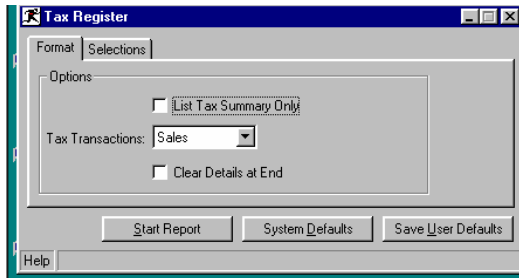 Tax Register
Format Selections
Options
List Tax Summary Only
Tax Transactions: Sales
Clear Details at End
Start Report System Defaults Save User Defaults
Help